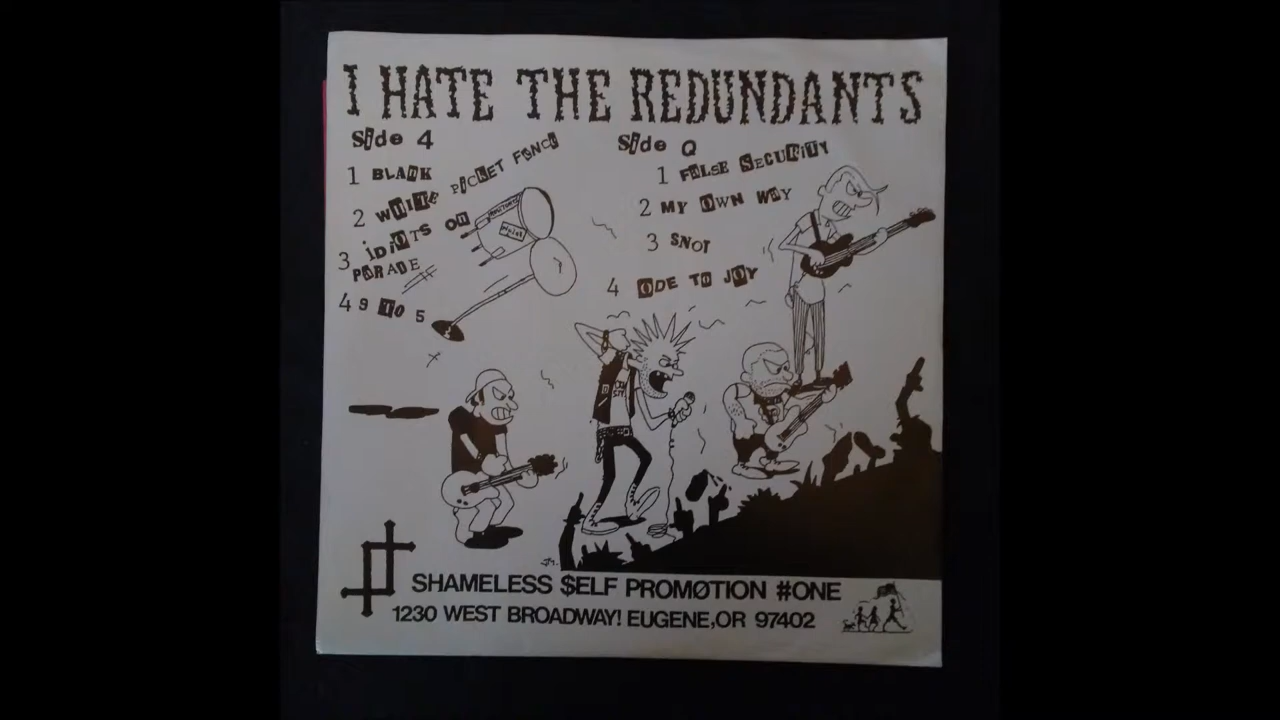 I HATE THE REDUNDANTS
Side 4
1 BLANK
2 WHITE PICKET FENCE
3 IDIOTS ON
PARADE
4 9 TO 5
Side Q
1 FALSE SECURITY
2 MY OWN WAY
3 SNOT
4 ODE TO JOY
SHAMELESS $ELF PROMØTION #ONE
1230 WEST BROADWAY! EUGENE,OR 97402